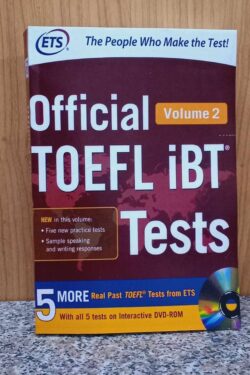 ETS
The People Who Make the Test!
Official
Volume 2
TOEFL iBT®
Tests
NEW in this volume:
• Five new practice tests
• Sample speaking
and writing responses
5 MORE Real Past TOEFL® Tests from ETS
With all 5 tests on Interactive DVD-ROM